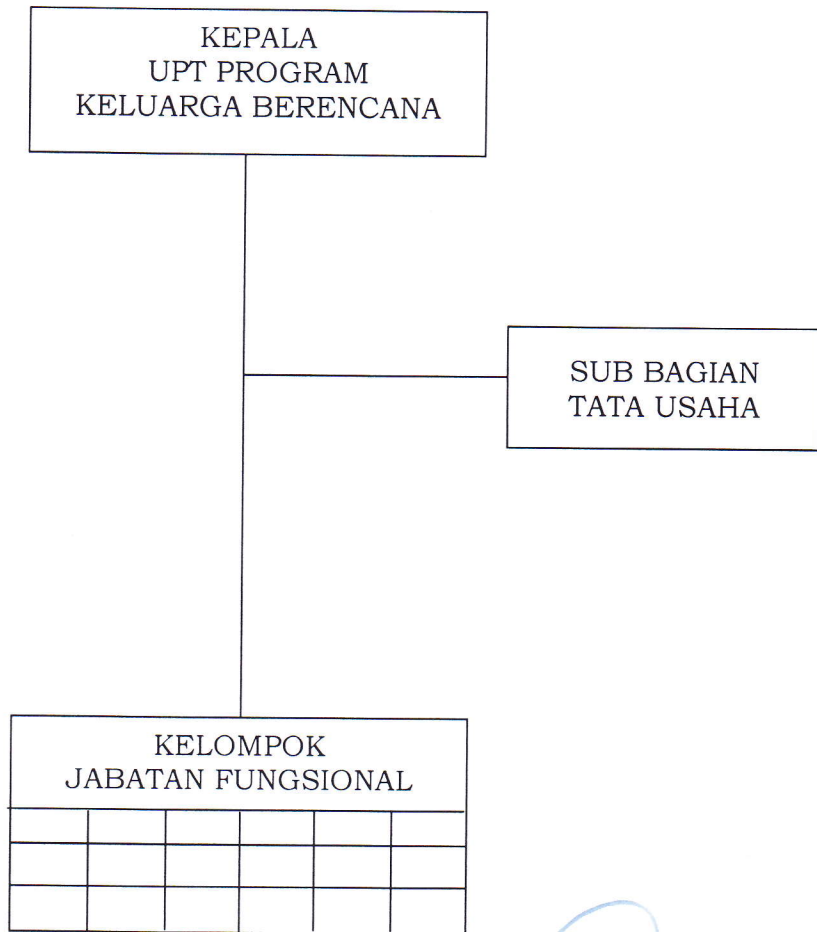 KEPALA
UPT PROGRAM
KELUARGA BERENCANA
SUB BAGIAN
TATA USAHA
KELOMPOK
JABATAN FUNGSIONAL